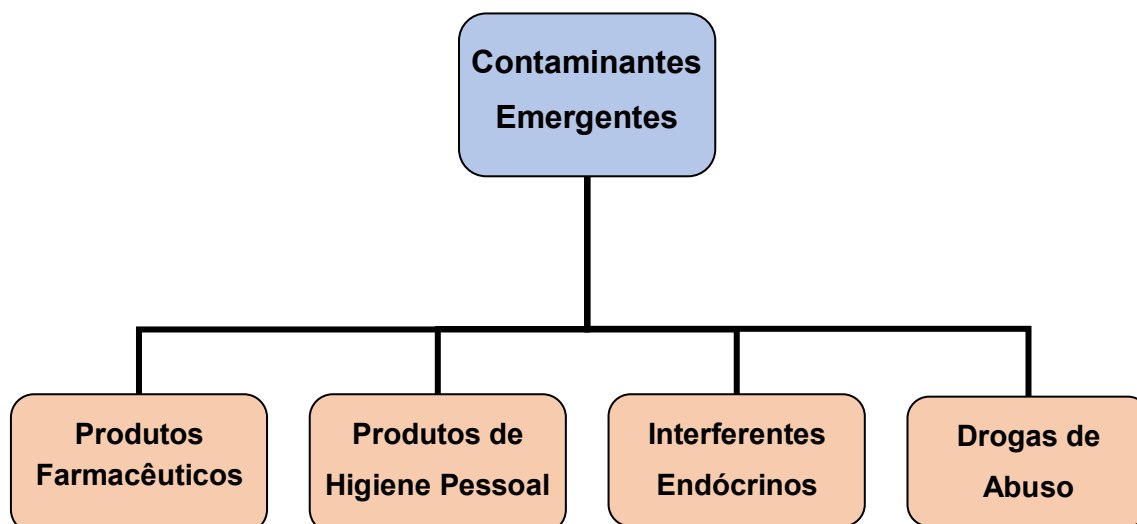 Contaminantes
Emergentes
Produtos
Farmacêuticos
Produtos de
Higiene Pessoal
Interferentes
Endócrinos
Drogas de
Abuso